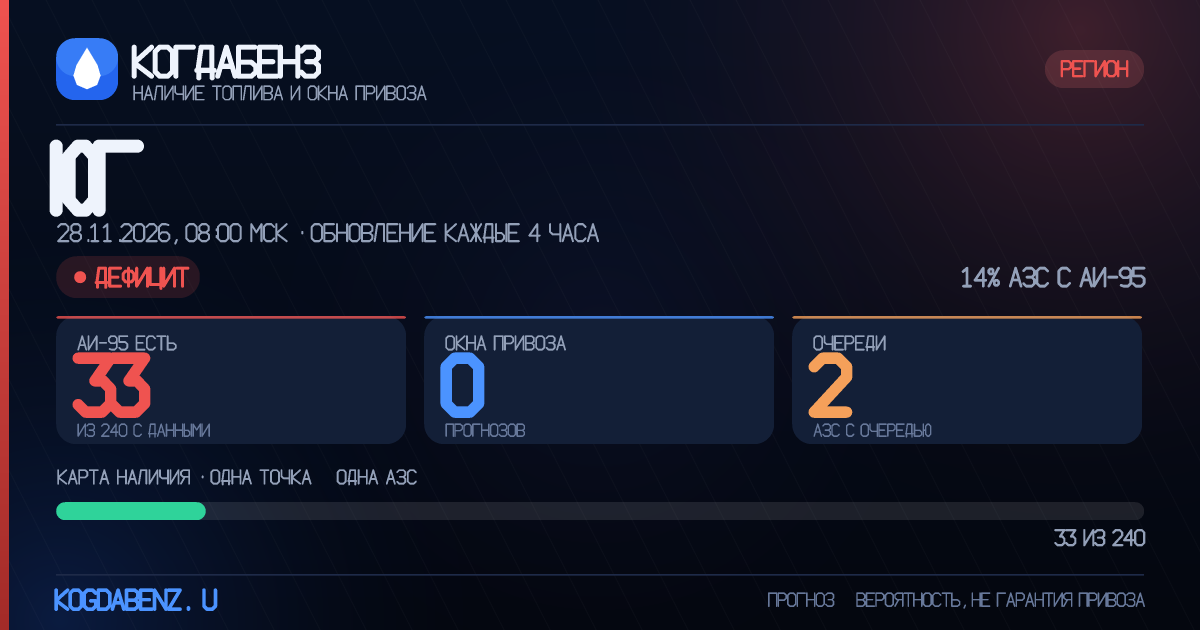 КОГДАБЕНЗ
НАЛИЧИЕ ТОПЛИВА И ОКНА ПРИВОЗА
РЕГИОН
ЮГ
28.11.2026, 08:00 МСК · ОБНОВЛЕНИЕ КАЖДЫЕ 4 ЧАСА
ДЕФИЦИТ
14% АЗС С АИ-95
АИ-95 ЕСТЬ
33
ИЗ 240 С ДАННЫМИ
ОКНА ПРИВОЗА
0
ПРОГНОЗОВ
ОЧЕРЕДИ
2
АЗС С ОЧЕРЕДЬЮ
КАРТА НАЛИЧИЯ · ОДНА ТОЧКА ОДНА АЗС
33 ИЗ 240
KOGDABENZ. U
ПРОГНОЗ ВЕРОЯТНОСТЬ, НЕ ГАРАНТИЯ ПРИВОЗА